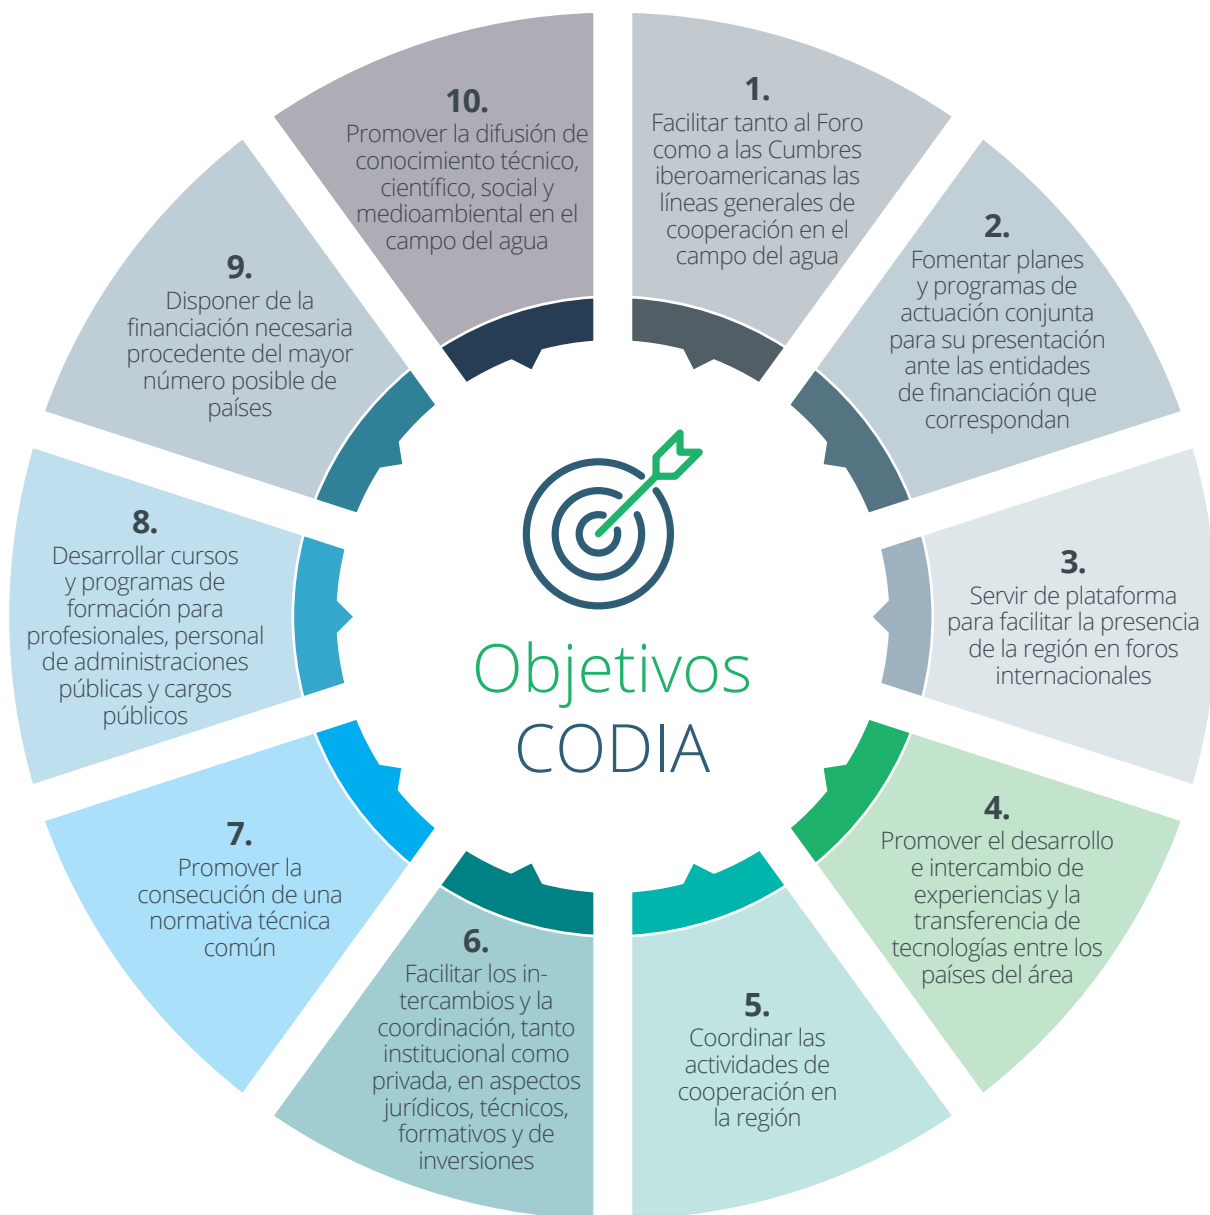 1.
Facilitar tanto al Foro
como a las Cumbres
iberoamericanas las
líneas generales de
cooperación en el
campo del agua
2.
Fomentar planes
y programas de
actuación conjunta
para su presentación
ante las entidades
de financiación que
correspondan
3.
Servir de plataforma
para facilitar la presencia
de la región en foros
internacionales
4.
Promover el desarrollo
e intercambio de
experiencias y la
transferencia de
tecnologías entre los
países del área
5.
Coordinar las
actividades de
cooperación en
la región
6.
Facilitar los in-
tercambios y la
coordinación, tanto
institucional como
privada, en aspectos
jurídicos, técnicos,
formativos y de
inversiones
7.
Promover la
consecución de una
normativa técnica
común
8.
Desarrollar cursos
y programas de
formación para
profesionales, personal
de administraciones
públicas y cargos
públicos
9.
Disponer de la
financiación necesaria
procedente del mayor
número posible de
países
10.
Promover la difusión de
conocimiento técnico,
científico, social y
medioambiental en el
campo del agua
Objetivos
CODIA